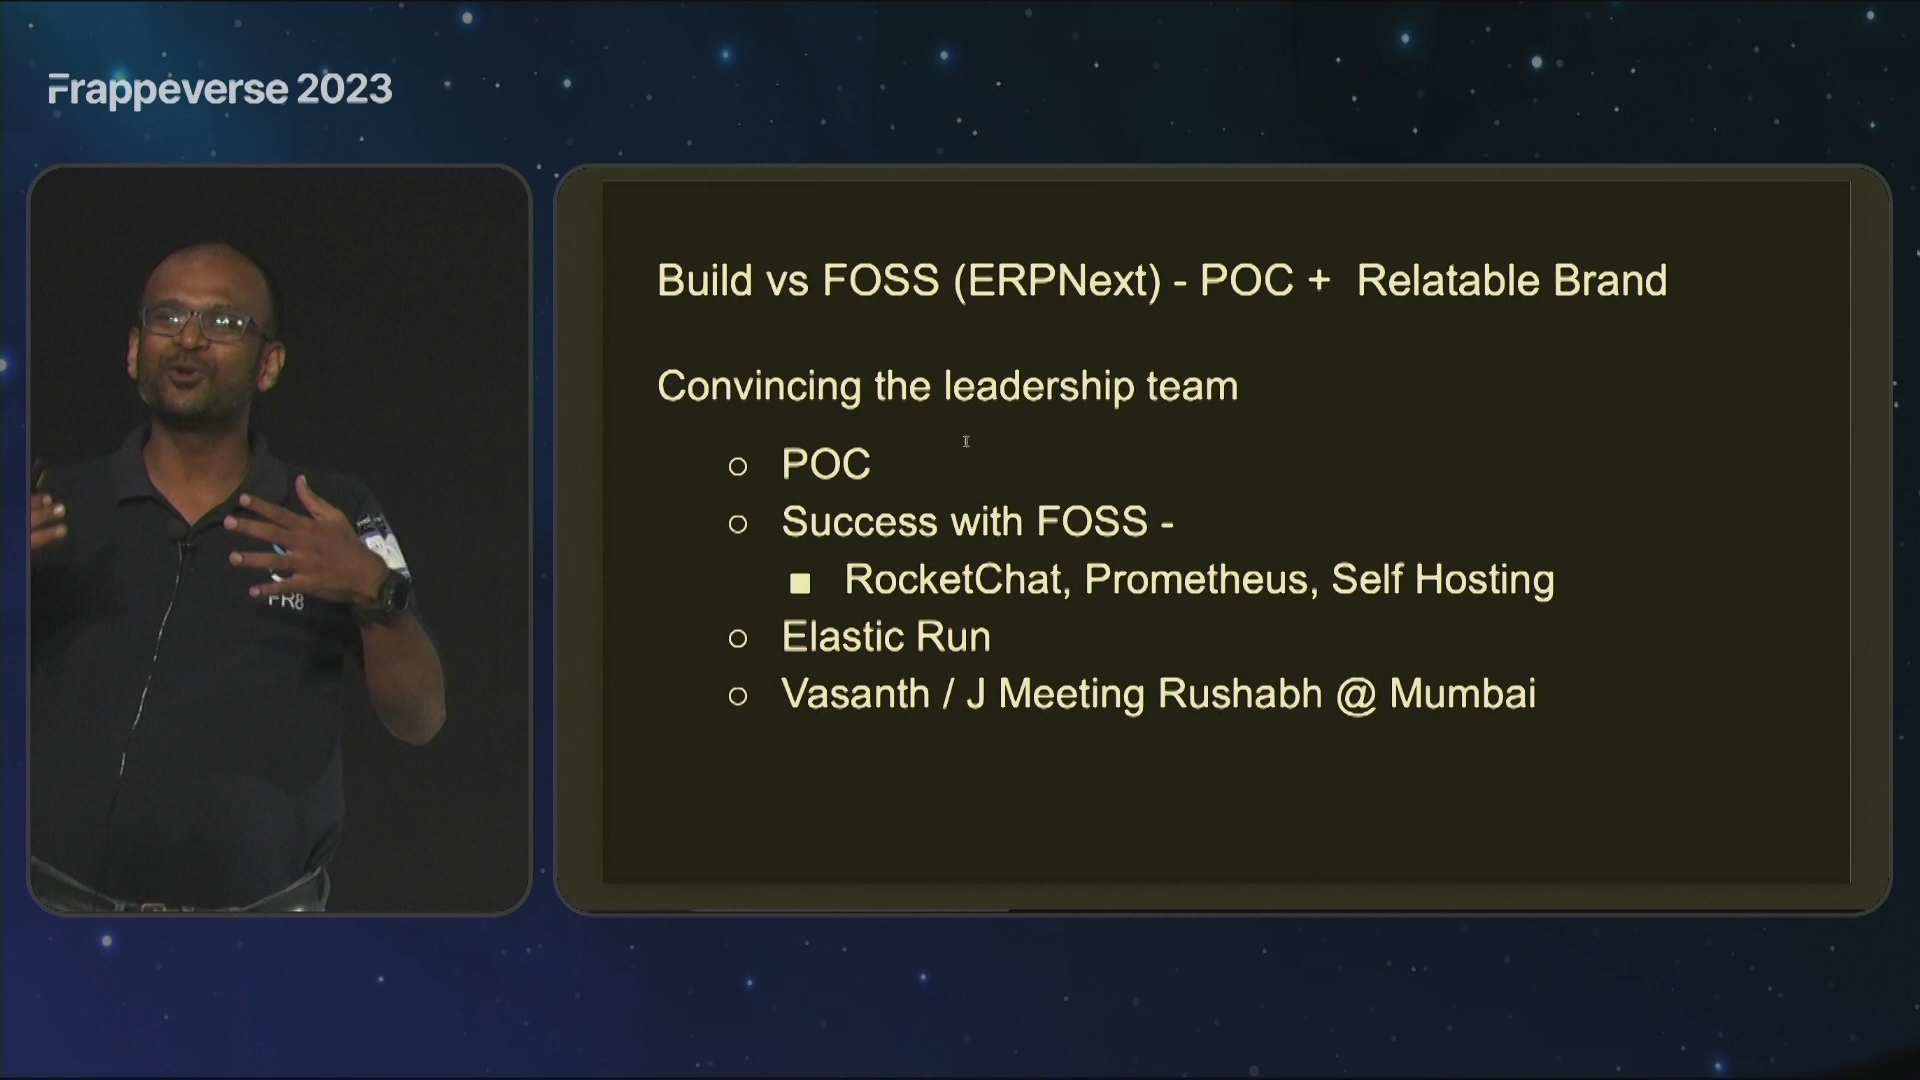 Frappeverse 2023
Build vs FOSS (ERPNext) - POC + Relatable Brand
Convincing the leadership team
POC
Success with FOSS -
RocketChat, Prometheus, Self Hosting
Elastic Run
Vasanth / J Meeting Rushabh @ Mumbai
FR8